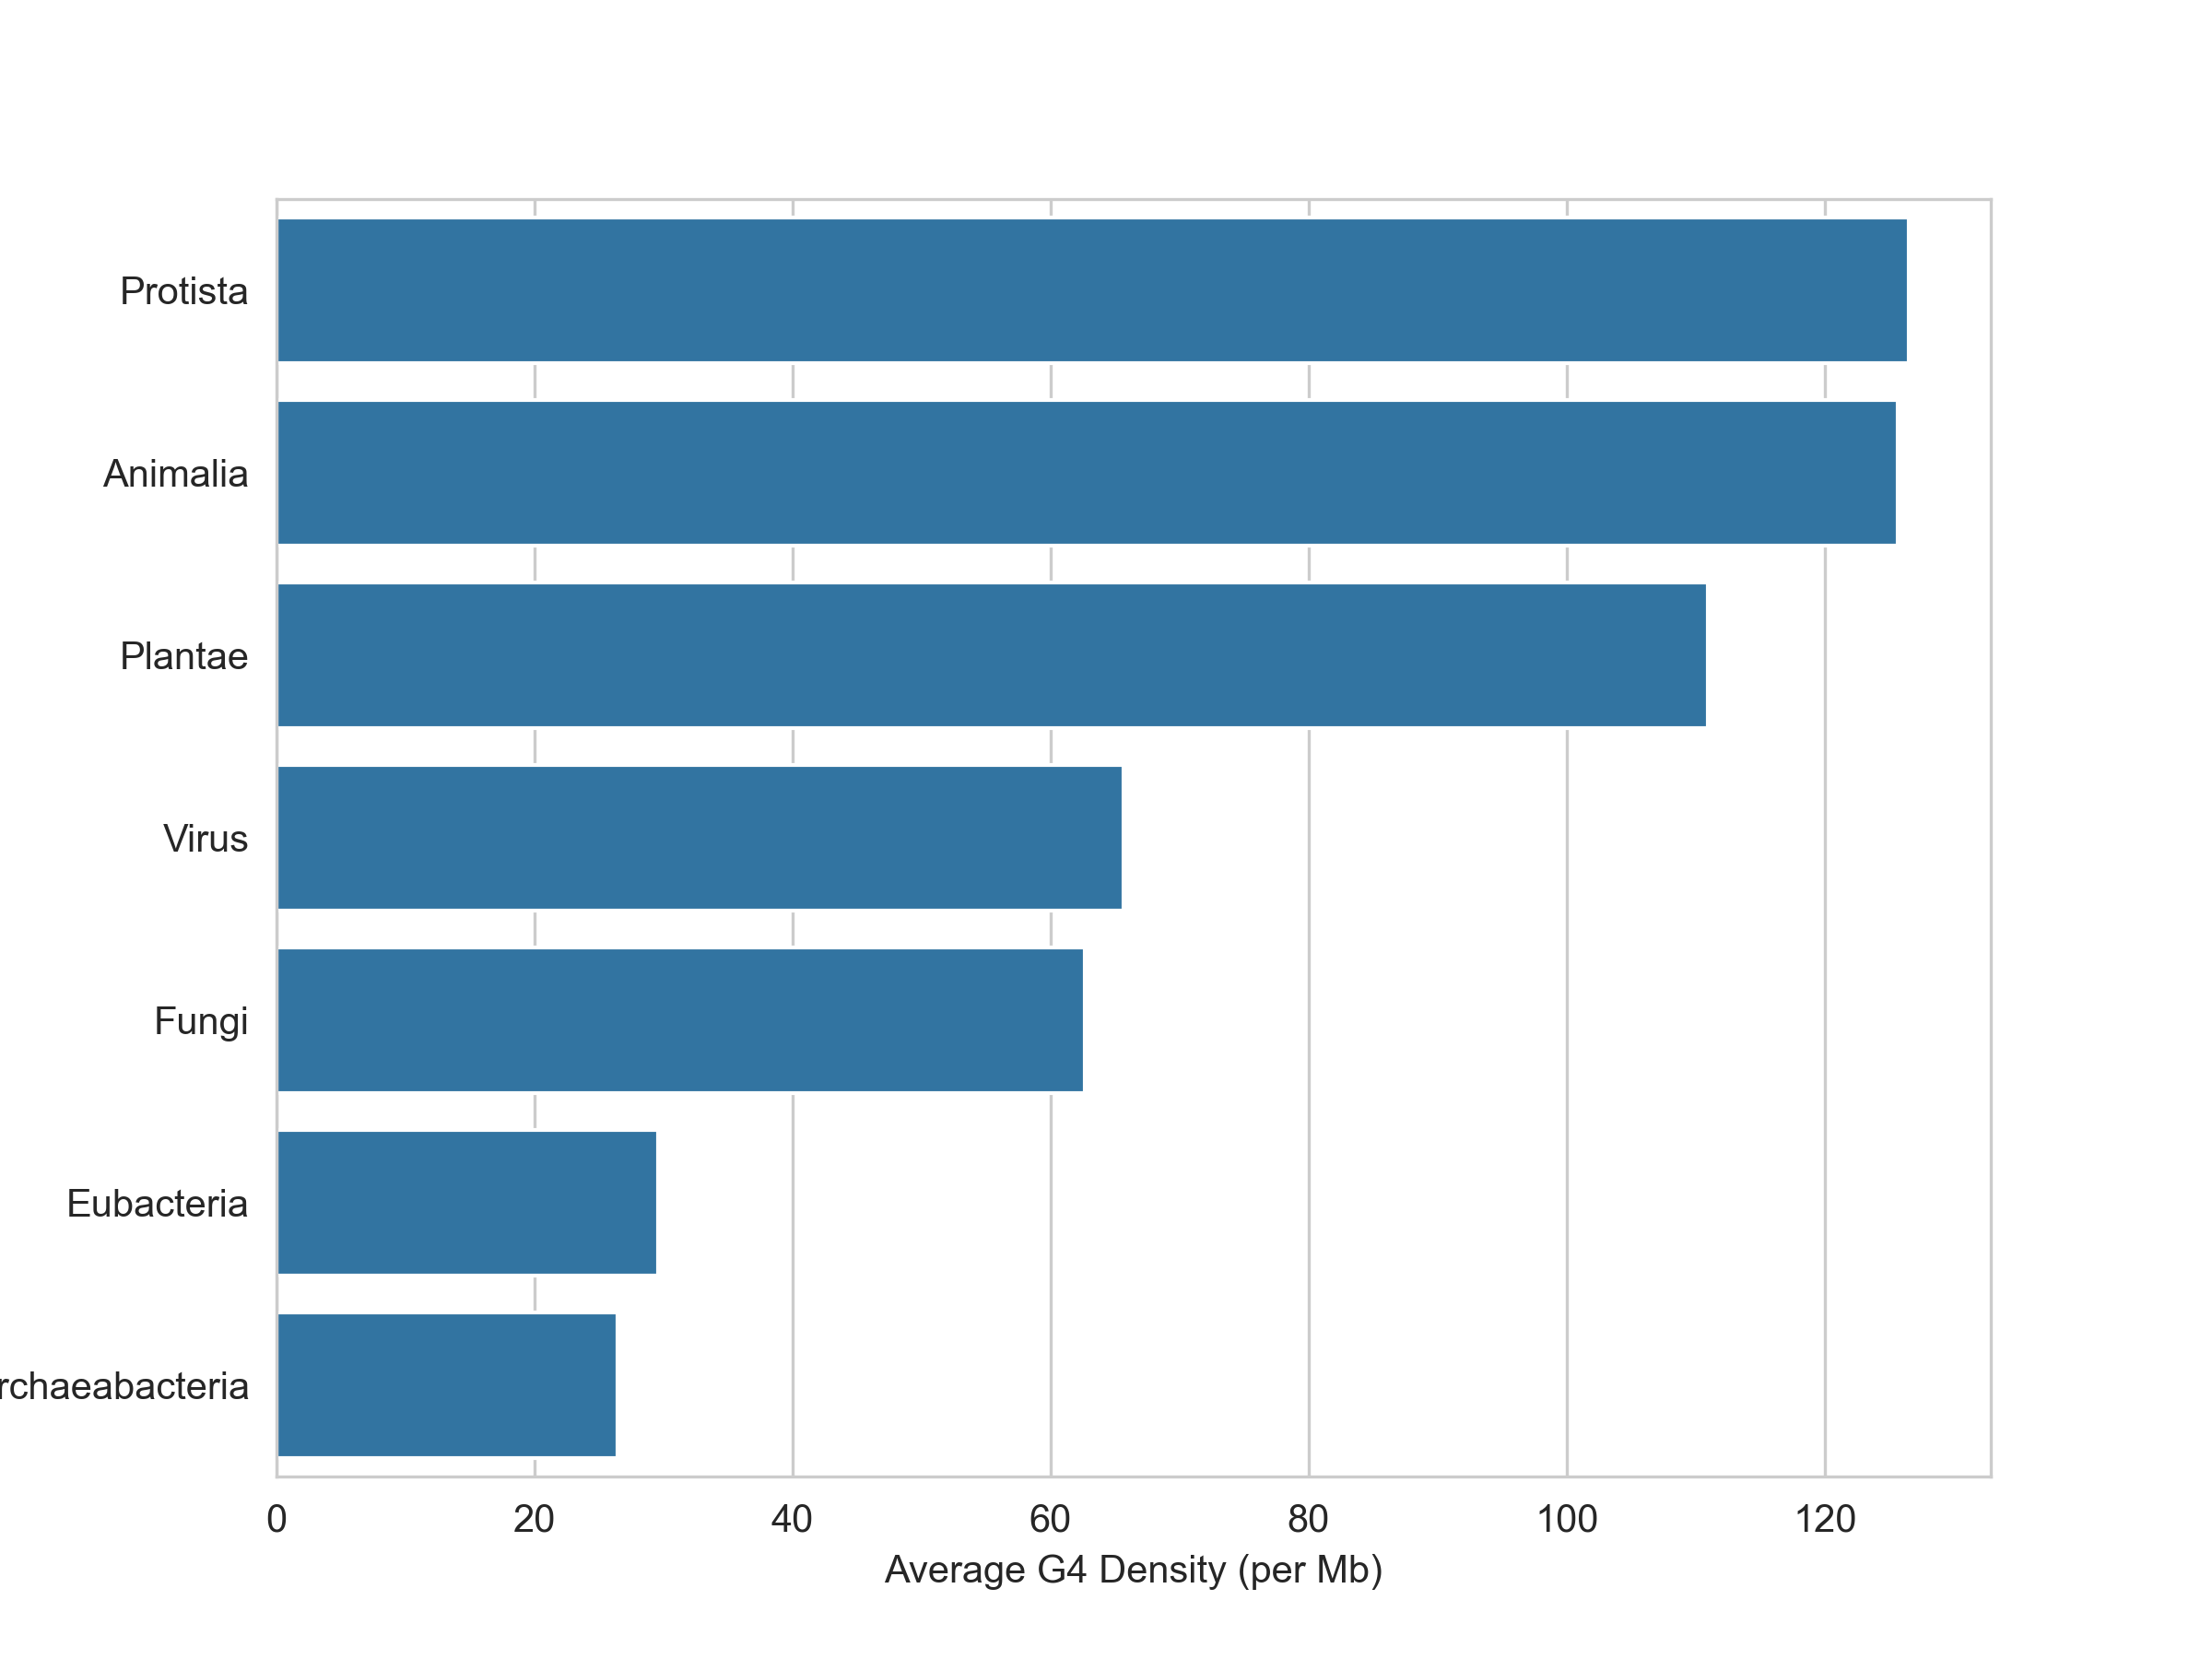 Protista
Animalia
Plantae
Virus
Fungi
Eubacteria
rchaeabacteria
0 20 40 60 80 100 120
Average G4 Density (per Mb)